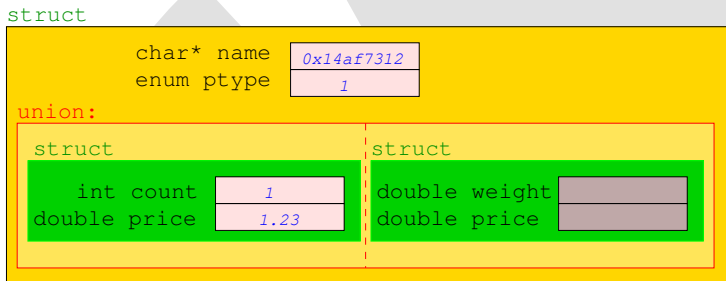 struct
char* name 0x14af7312
enum ptype 1
union:
struct struct
int count 1 double weight
double price 1.23 double price